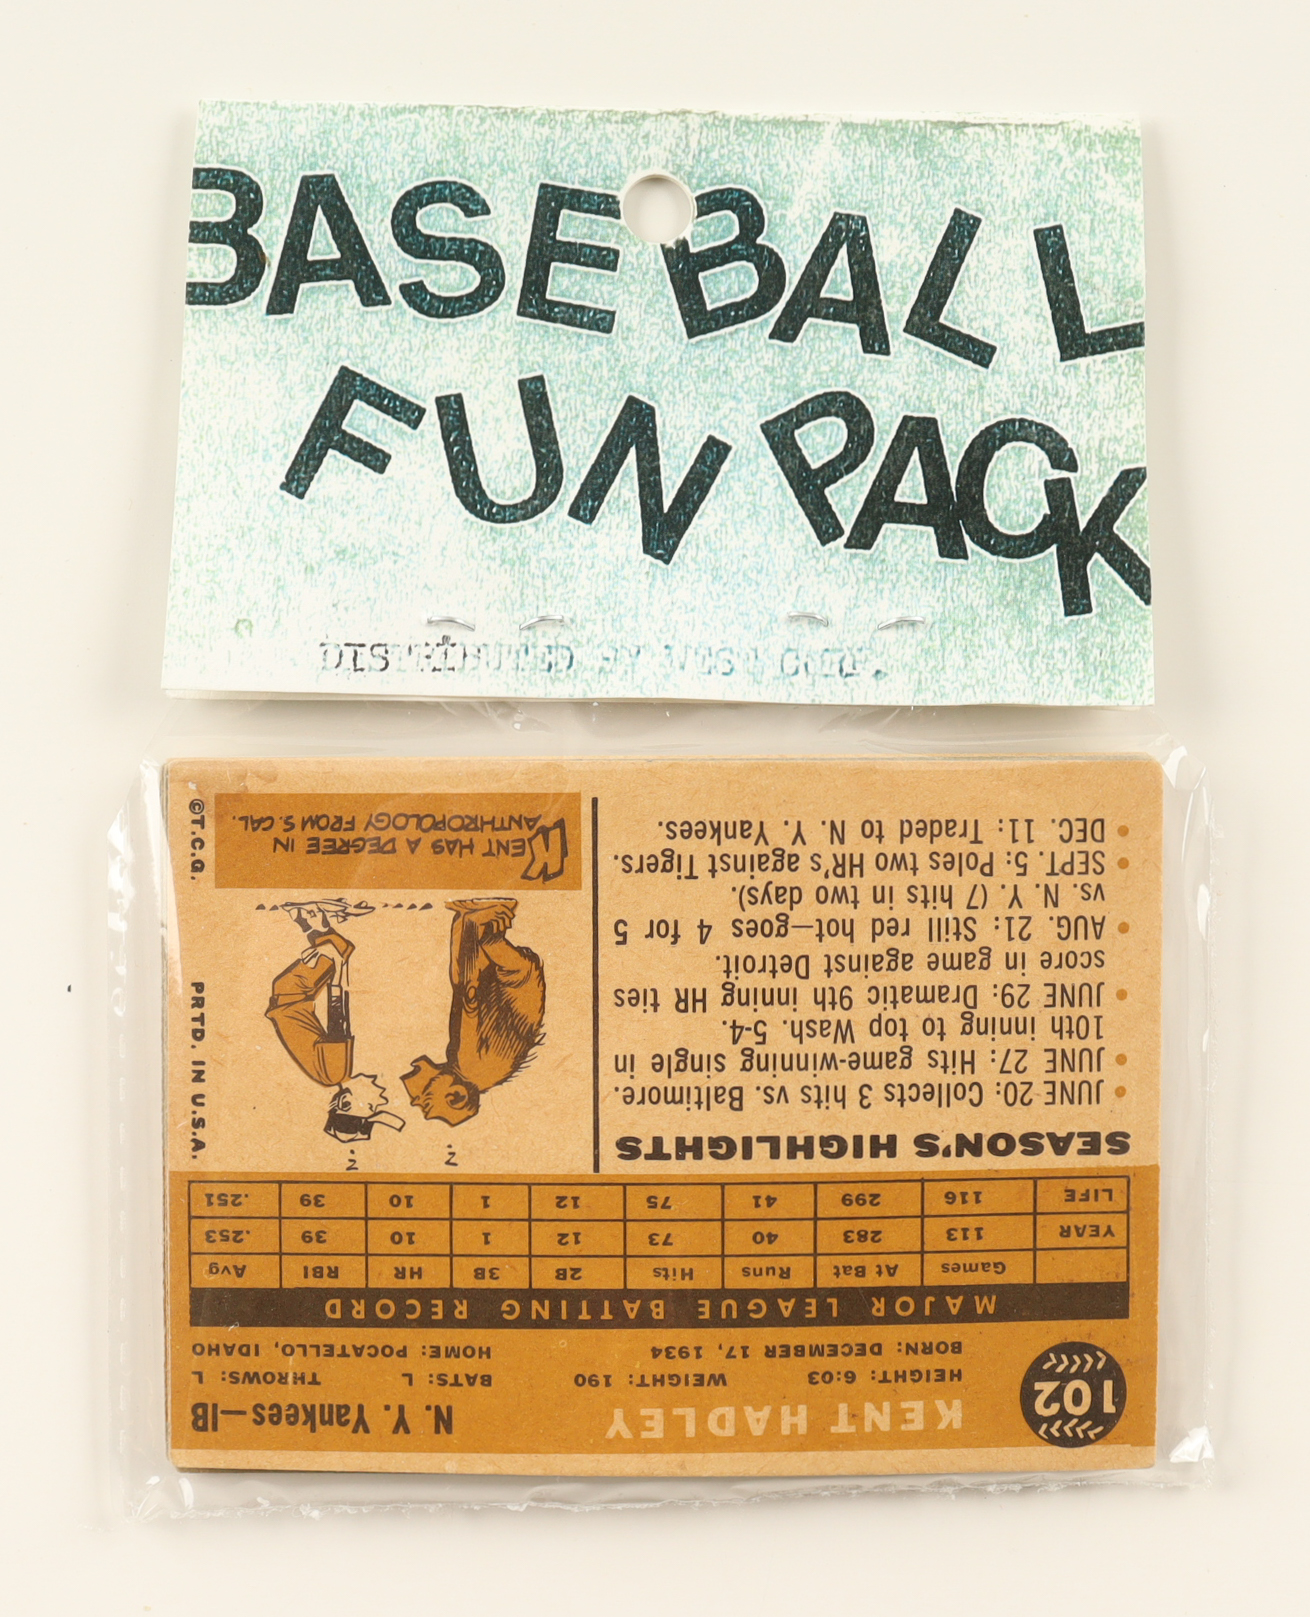 BASEBALL
FUN PACK
DISTRIBUTED BY
102
KENT HADLEY
N. Y. Yankees—1B
HEIGHT: 6:03 WEIGHT: 190 BATS: L THROWS: L
BORN: DECEMBER 17, 1934 HOME: POCATELLO, IDAHO
MAJOR LEAGUE BATTING RECORD
Games At Bat Runs Hits 2B 3B HR RBI Avg
YEAR 113 283 40 73 12 1 10 39 .253
LIFE 116 299 41 75 12 1 10 39 .251
SEASON'S HIGHLIGHTS
• JUNE 20: Collects 3 hits vs. Baltimore.
• JUNE 27: Hits game-winning single in
10th inning to top Wash. 5-4.
• JUNE 29: Dramatic 9th inning HR ties
score in game against Detroit.
• AUG. 21: Still red hot—goes 4 for 5
vs. N. Y. (7 hits in two days).
• SEPT. 5: Poles two HR's against Tigers.
• DEC. 11: Traded to N. Y. Yankees.
KENT HAS A DEGREE IN
ANTHROPOLOGY FROM S. CAL.
©T.C.G. PRTD. IN U.S.A.